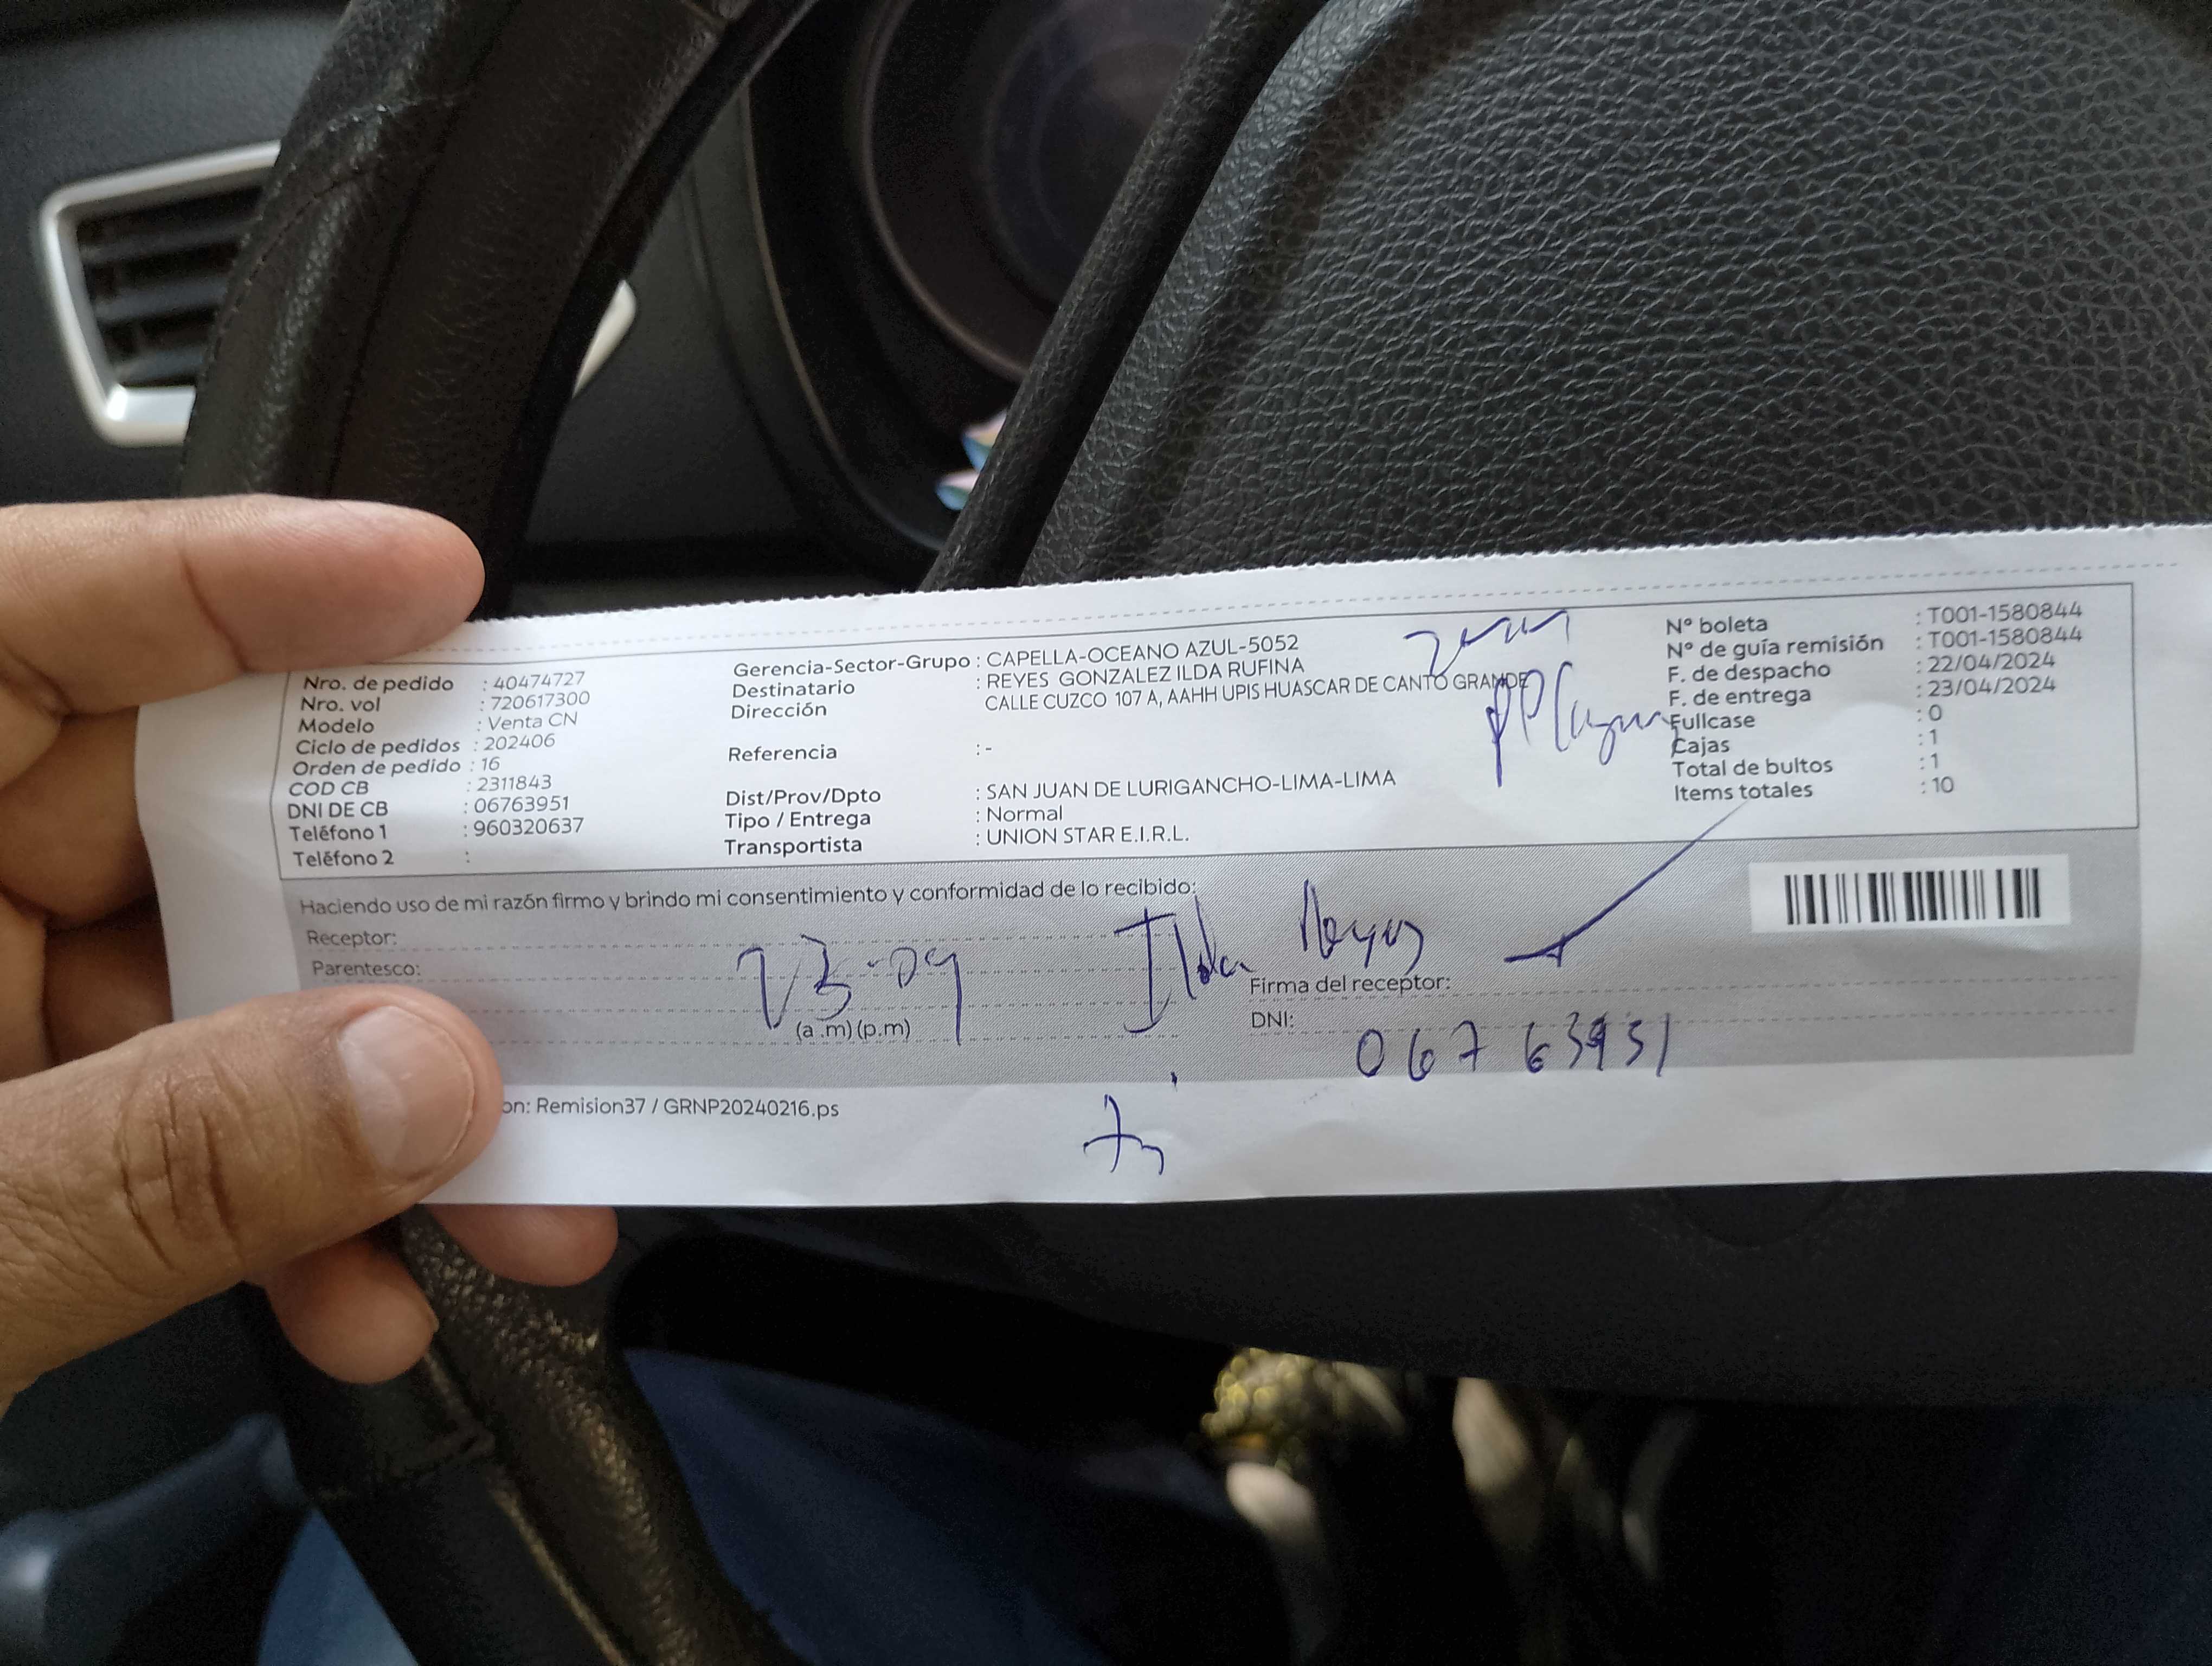 Nro. de pedido : 40474727
Nro. vol : 720617300
Modelo : Venta CN
Ciclo de pedidos : 202406
Orden de pedido : 16
COD CB : 2311843
DNI DE CB : 06763951
Teléfono 1 : 960320637
Teléfono 2 :
Gerencia-Sector-Grupo : CAPELLA-OCEANO AZUL-5052
Destinatario : REYES GONZALEZ ILDA RUFINA
Dirección CALLE CUZCO 107 A, AAHH UPIS HUASCAR DE CANTO GRANDE
Referencia : -
Dist/Prov/Dpto : SAN JUAN DE LURIGANCHO-LIMA-LIMA
Tipo / Entrega : Normal
Transportista : UNION STAR E.I.R.L.
N° boleta : T001-1580844
N° de guía remisión : T001-1580844
F. de despacho : 22/04/2024
F. de entrega : 23/04/2024
Fullcase : 0
Cajas : 1
Total de bultos : 1
Items totales : 10
Haciendo uso de mi razón firmo y brindo mi consentimiento y conformidad de lo recibido:
Receptor:
Parentesco:
Ilda Reyes
(a .m) (p.m)
Firma del receptor:
DNI: 06763951
on: Remision37 / GRNP20240216.ps